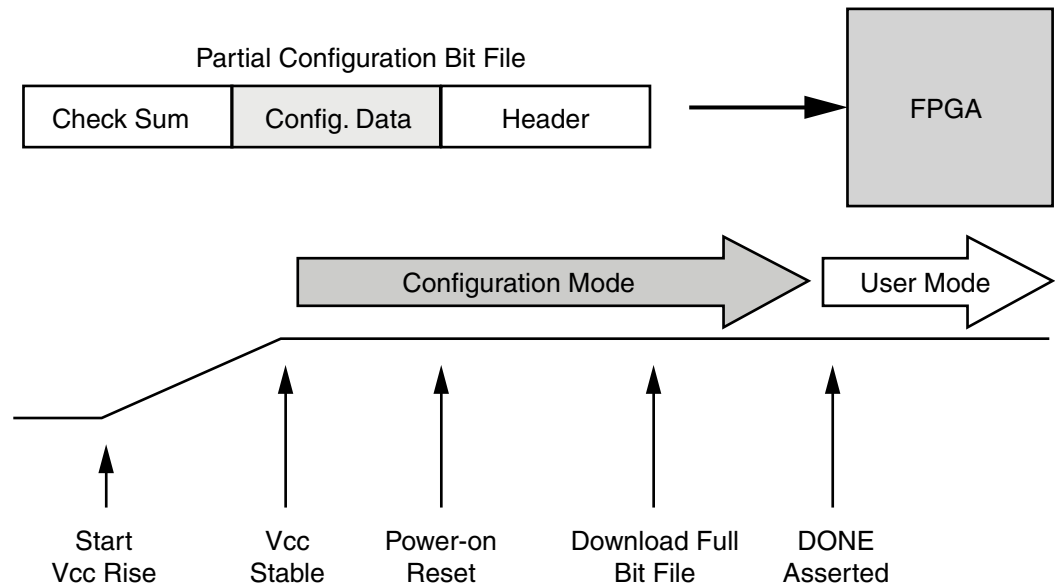 Partial Configuration Bit File
Check Sum
Config. Data
Header
FPGA
Configuration Mode
User Mode
Start
Vcc Rise
Vcc
Stable
Power-on
Reset
Download Full
Bit File
DONE
Asserted